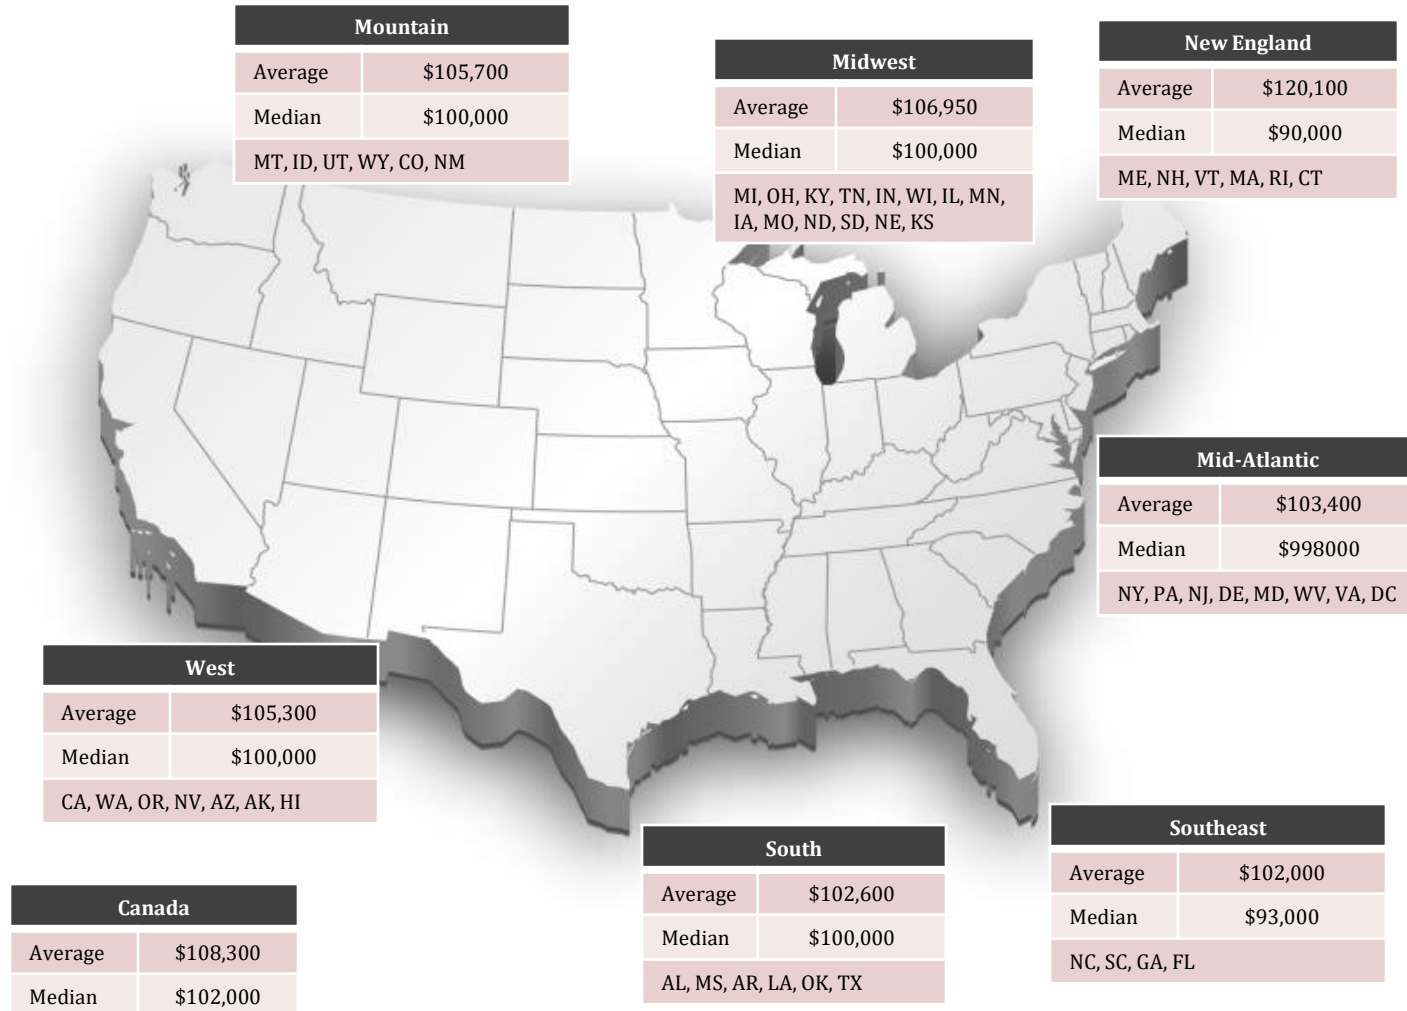 Mountain
Average $105,700
Median $100,000
MT, ID, UT, WY, CO, NM
Midwest
Average $106,950
Median $100,000
MI, OH, KY, TN, IN, WI, IL, MN,
IA, MO, ND, SD, NE, KS
New England
Average $120,100
Median $90,000
ME, NH, VT, MA, RI, CT
Mid-Atlantic
Average $103,400
Median $998000
NY, PA, NJ, DE, MD, WV, VA, DC
West
Average $105,300
Median $100,000
CA, WA, OR, NV, AZ, AK, HI
South
Average $102,600
Median $100,000
AL, MS, AR, LA, OK, TX
Southeast
Average $102,000
Median $93,000
NC, SC, GA, FL
Canada
Average $108,300
Median $102,000